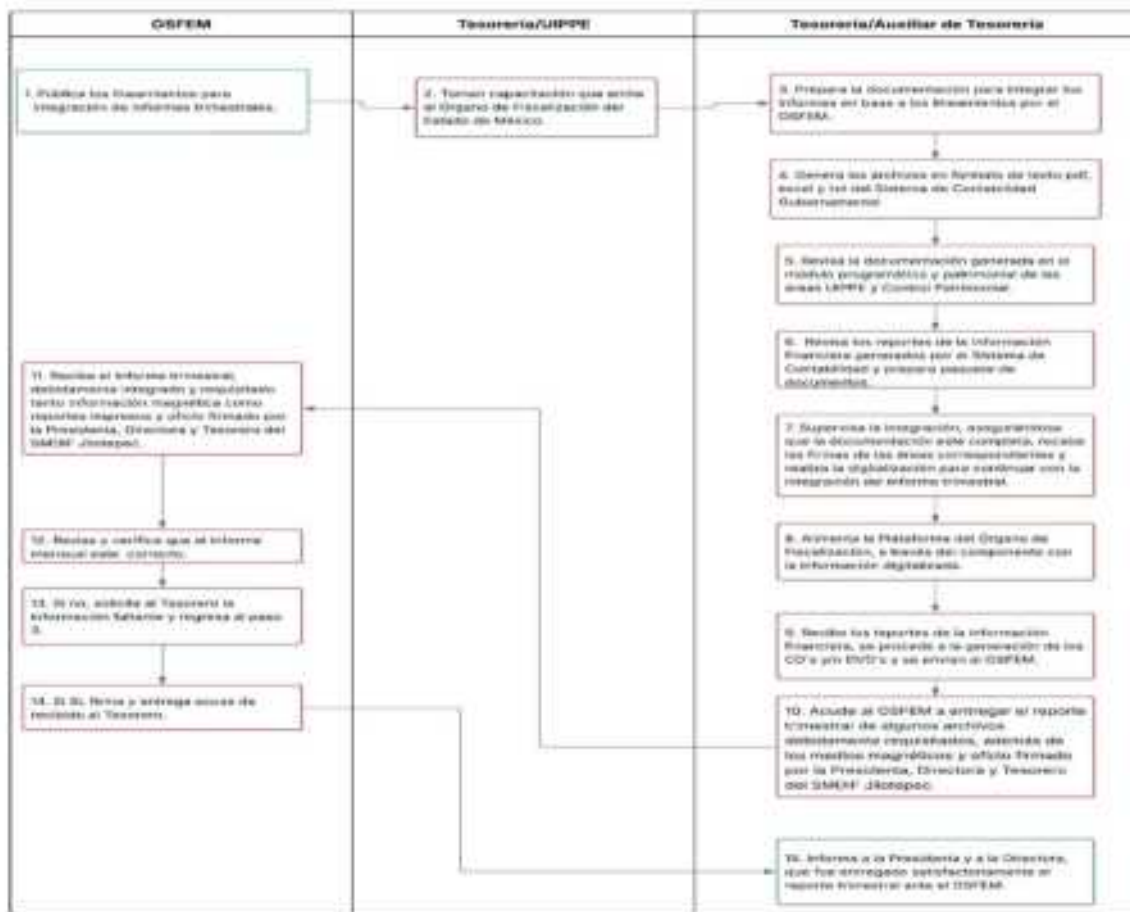 OSFEM
Tesorería/UIPPE
Tesorería/Auxiliar de Tesorería
1. Publica los lineamientos para
integración de informes trimestrales.
2. Toman capacitación que emite
el Órgano de Fiscalización del
Estado de México.
3. Prepara la documentación para integrar los
informes en base a los lineamientos por el
OSFEM.
4. Genera los archivos en formato de texto pdf,
excel y txt del Sistema de Contabilidad
Gubernamental
5. Revisa la documentación generada en el
módulo programático y patrimonial de las
áreas UIPPE y Control Patrimonial
6. Revisa los reportes de la información
financiera generados por el Sistema de
Contabilidad y prepara paquete de
documentos.
7. Supervisa la integración, asegurándose
que la documentación este completa, recaba
las firmas de las áreas correspondientes y
realiza la digitalización para continuar con la
integración del informe trimestral.
8. Alimenta la Plataforma del Órgano de
Fiscalización, a través del componente con
la información digitalizada.
9. Recibe los reportes de la información
financiera, se procede a la generación de los
CD's y/o DVD's y se envían al OSFEM.
10. Acude al OSFEM a entregar el reporte
trimestral de algunos archivos
debidamente requisitados, además de
los medios magnéticos y oficio firmado
por la Presidenta, Directora y Tesorero
del SMDIF Jilotepec.
11. Recibe el informe trimestral,
debidamente integrado y requisitado
tanto información magnética como
reportes impresos y oficio firmado por
la Presidenta, Directora y Tesorero del
SMDIF Jilotepec.
12. Revisa y verifica que el informe
mensual este correcto.
13. Si no, solicita al Tesorero la
información faltante y regresa al paso
3.
14. Si Si, firma y entrega acuse de
recibido al Tesorero.
15. Informa a la Presidenta y a la Directora,
que fue entregado satisfactoriamente el
reporte trimestral ante el OSFEM.